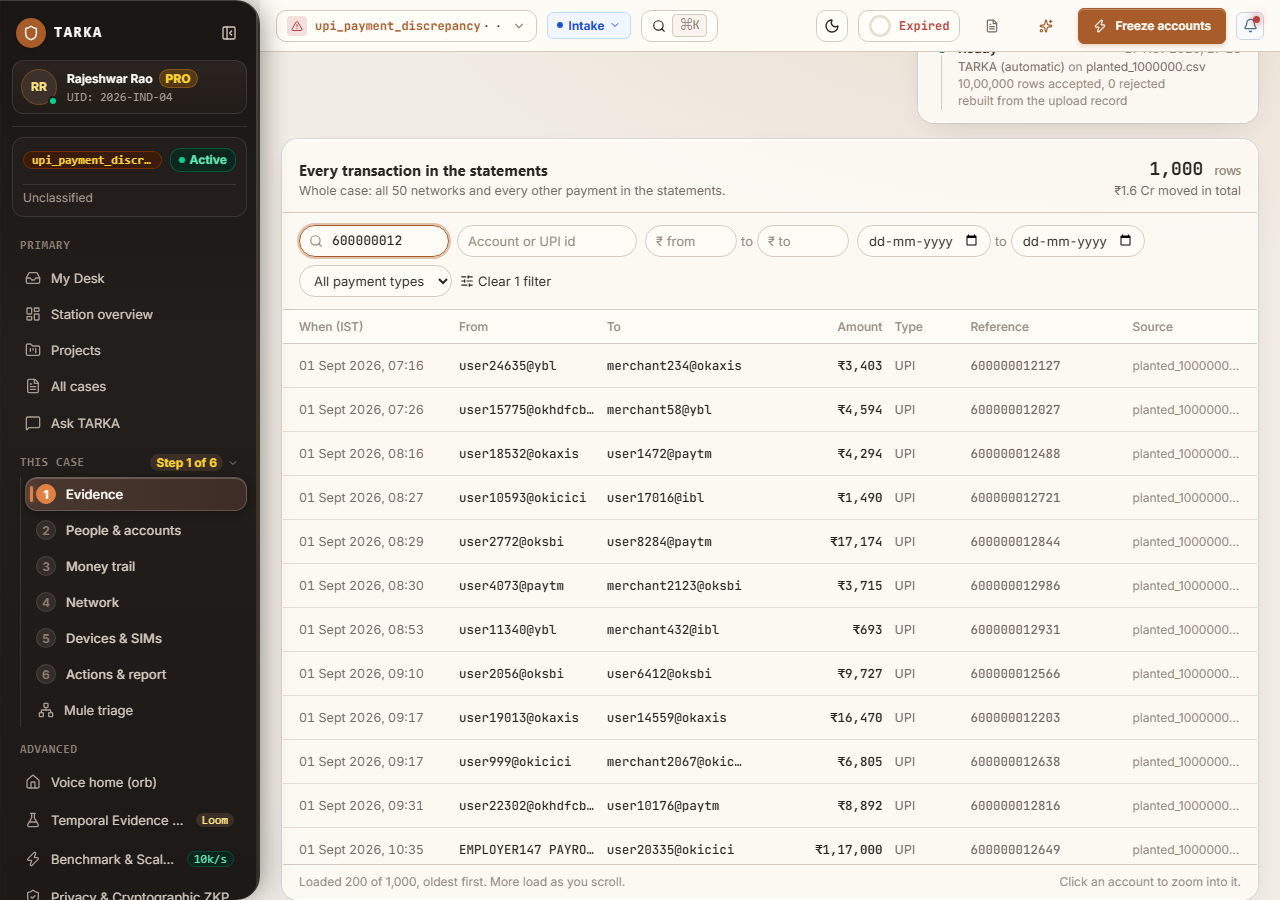 TARKA
RR
Rajeshwar Rao PRO
UID: 2026-IND-04
upi_payment_discr… Active
Unclassified
PRIMARY
My Desk
Station overview
Projects
All cases
Ask TARKA
THIS CASE Step 1 of 6
1 Evidence
2 People & accounts
3 Money trail
4 Network
5 Devices & SIMs
6 Actions & report
Mule triage
ADVANCED
Voice home (orb)
Temporal Evidence ... Loom
Benchmark & Scal... 10k/s
Privacy & Cryptographic ZKP
upi_payment_discrepancy · · Intake ⌘K Expired Freeze accounts
TARKA (automatic) on planted_1000000.csv
10,00,000 rows accepted, 0 rejected
rebuilt from the upload record
Every transaction in the statements 1,000 rows
Whole case: all 50 networks and every other payment in the statements. ₹1.6 Cr moved in total
600000012 Account or UPI id ₹ from to ₹ to dd-mm-yyyy to dd-mm-yyyy
All payment types Clear 1 filter
When (IST) From To Amount Type Reference Source
01 Sept 2026, 07:16 user24635@ybl merchant234@okaxis ₹3,403 UPI 600000012127 planted_1000000...
01 Sept 2026, 07:26 user15775@okhdfcb… merchant58@ybl ₹4,594 UPI 600000012027 planted_1000000...
01 Sept 2026, 08:16 user18532@okaxis user1472@paytm ₹4,294 UPI 600000012488 planted_1000000...
01 Sept 2026, 08:27 user10593@okicici user17016@ibl ₹1,490 UPI 600000012721 planted_1000000...
01 Sept 2026, 08:29 user2772@oksbi user8284@paytm ₹17,174 UPI 600000012844 planted_1000000...
01 Sept 2026, 08:30 user4073@paytm merchant2123@oksbi ₹3,715 UPI 600000012986 planted_1000000...
01 Sept 2026, 08:53 user11340@ybl merchant432@ibl ₹693 UPI 600000012931 planted_1000000...
01 Sept 2026, 09:10 user2056@oksbi user6412@oksbi ₹9,727 UPI 600000012566 planted_1000000...
01 Sept 2026, 09:17 user19013@okaxis user14559@okaxis ₹16,470 UPI 600000012203 planted_1000000...
01 Sept 2026, 09:17 user999@okicici merchant2067@okic… ₹6,805 UPI 600000012638 planted_1000000...
01 Sept 2026, 09:31 user22302@okhdfcb… user10176@paytm ₹8,892 UPI 600000012816 planted_1000000...
01 Sept 2026, 10:35 EMPLOYER147 PAYRO… user20335@okicici ₹1,17,000 UPI 600000012649 planted_1000000...
Loaded 200 of 1,000, oldest first. More load as you scroll. Click an account to zoom into it.